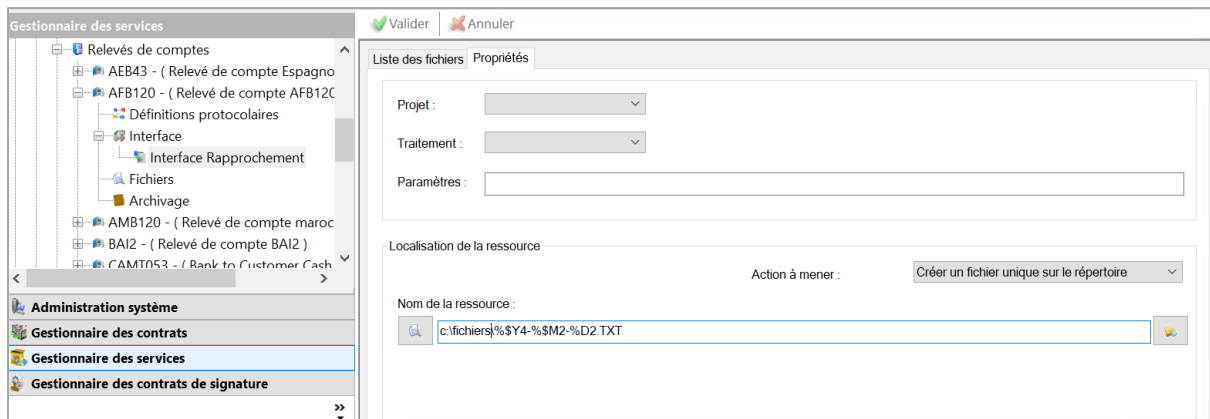 Gestionnaire des services
Relevés de comptes
AEB43 - ( Relevé de compte Espagno
AFB120 - ( Relevé de compte AFB120
Définitions protocolaires
Interface
Interface Rapprochement
Fichiers
Archivage
AMB120 - ( Relevé de compte maroc
BAI2 - ( Relevé de compte BAI2 )
CAMT053 - ( Bank to Customer Cash
Administration système
Gestionnaire des contrats
Gestionnaire des services
Gestionnaire des contrats de signature
Valider Annuler
Liste des fichiers Propriétés
Projet :
Traitement :
Paramètres :
Localisation de la ressource
Action à mener : Créer un fichier unique sur le répertoire
Nom de la ressource :
c:\fichiers\%$Y4-%$M2-%D2.TXT